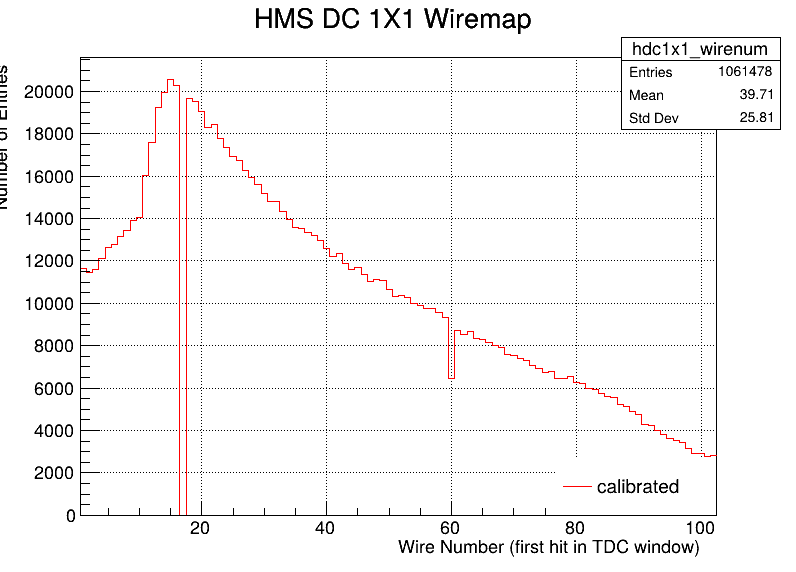 HMS DC 1X1 Wiremap
hdc1x1_wirenum
Entries 1061478
Mean 39.71
Std Dev 25.81
Number of Entries
20000
18000
16000
14000
12000
10000
8000
6000
4000
2000
0
calibrated
20 40 60 80 100
Wire Number (first hit in TDC window)